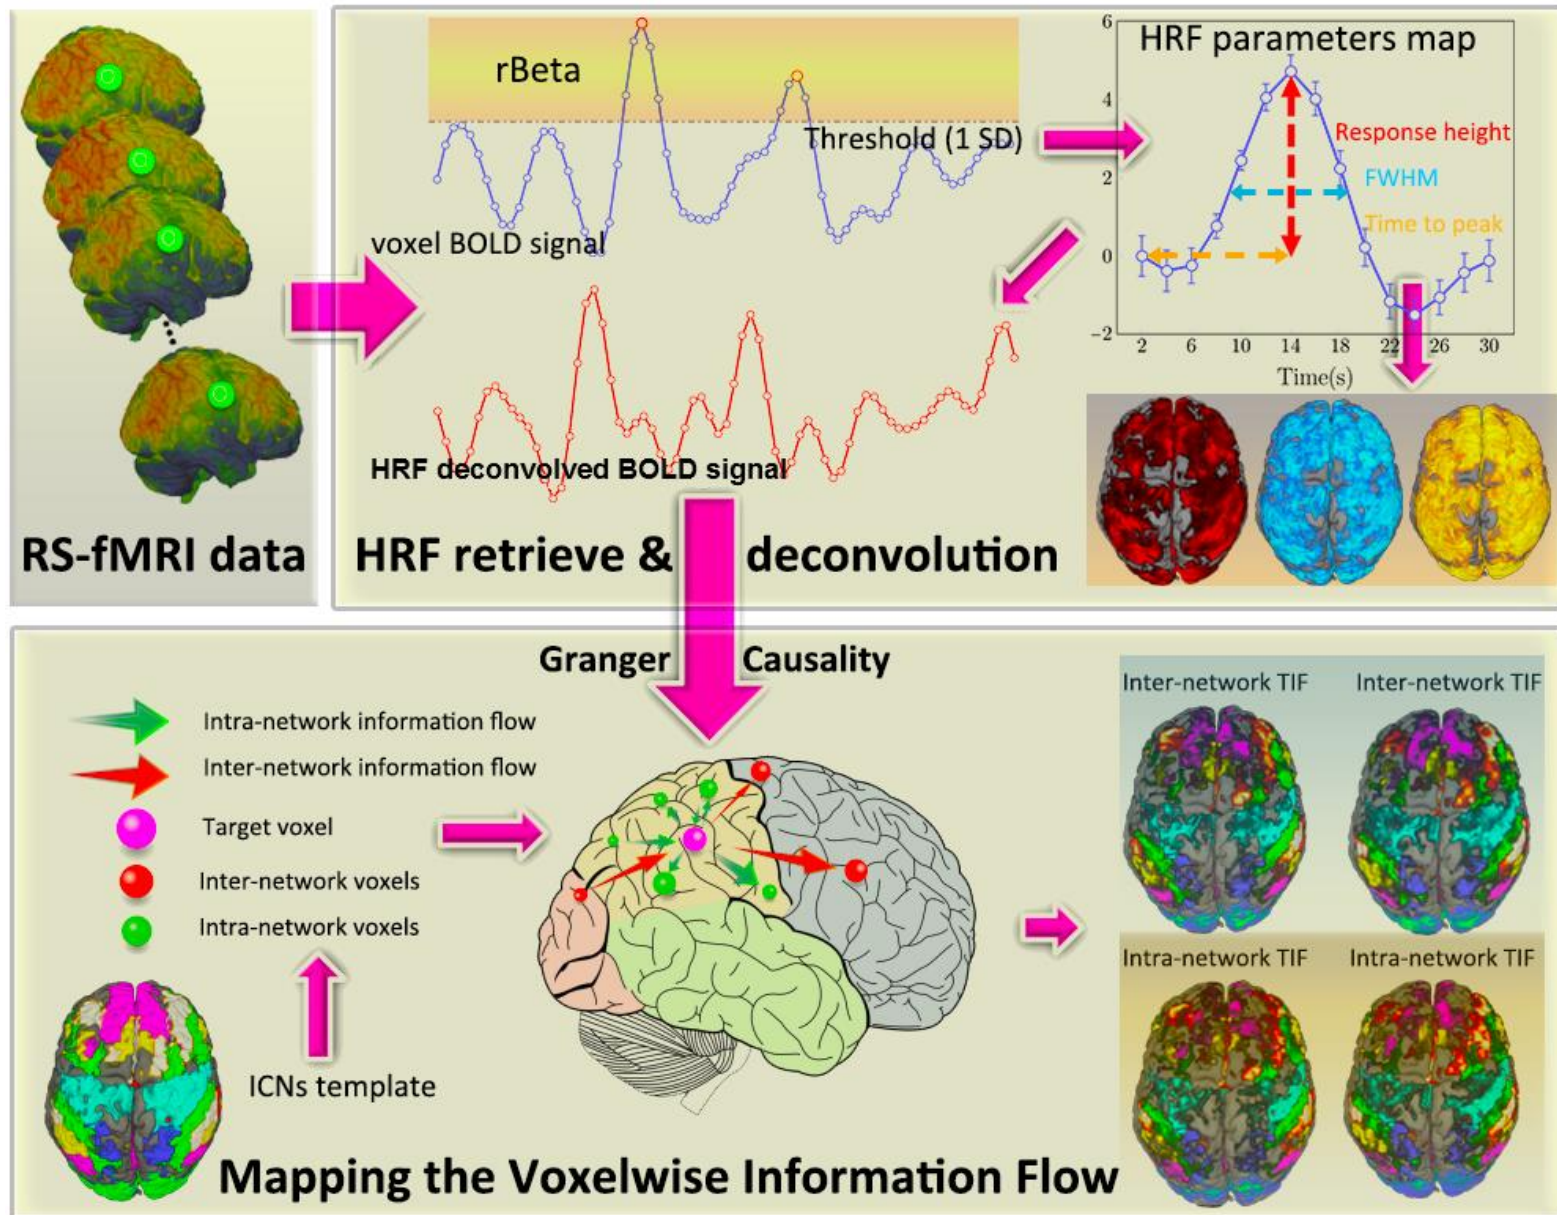 RS-fMRI data
rBeta
Threshold (1 SD)
voxel BOLD signal
HRF deconvolved BOLD signal
HRF retrieve & deconvolution
HRF parameters map
Response height
FWHM
Time to peak
6
4
2
0
−2
2 6 10 14 18 22 26 30
Time(s)
Granger Causality
Intra-network information flow
Inter-network information flow
Target voxel
Inter-network voxels
Intra-network voxels
ICNs template
Inter-network TIF Inter-network TIF
Intra-network TIF Intra-network TIF
Mapping the Voxelwise Information Flow